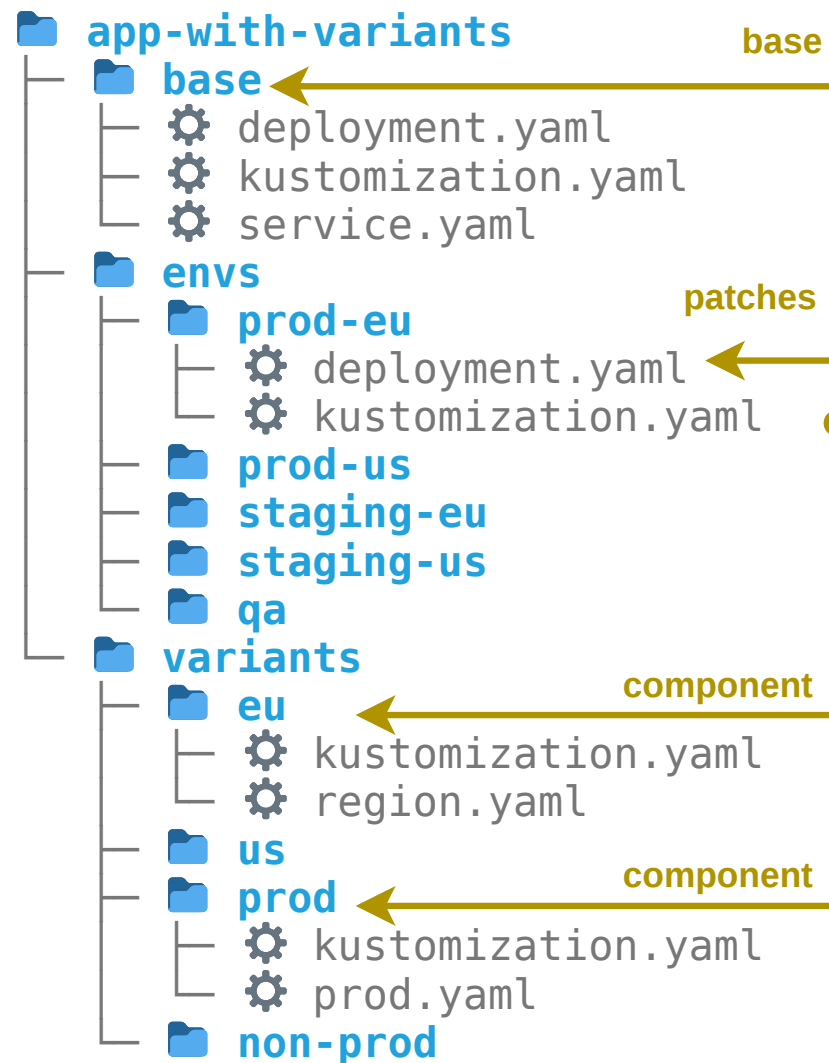 app-with-variants
base
base
deployment.yaml
kustomization.yaml
service.yaml
envs
patches
prod-eu
deployment.yaml
kustomization.yaml
prod-us
staging-eu
staging-us
qa
variants
component
eu
kustomization.yaml
region.yaml
us
component
prod
kustomization.yaml
prod.yaml
non-prod